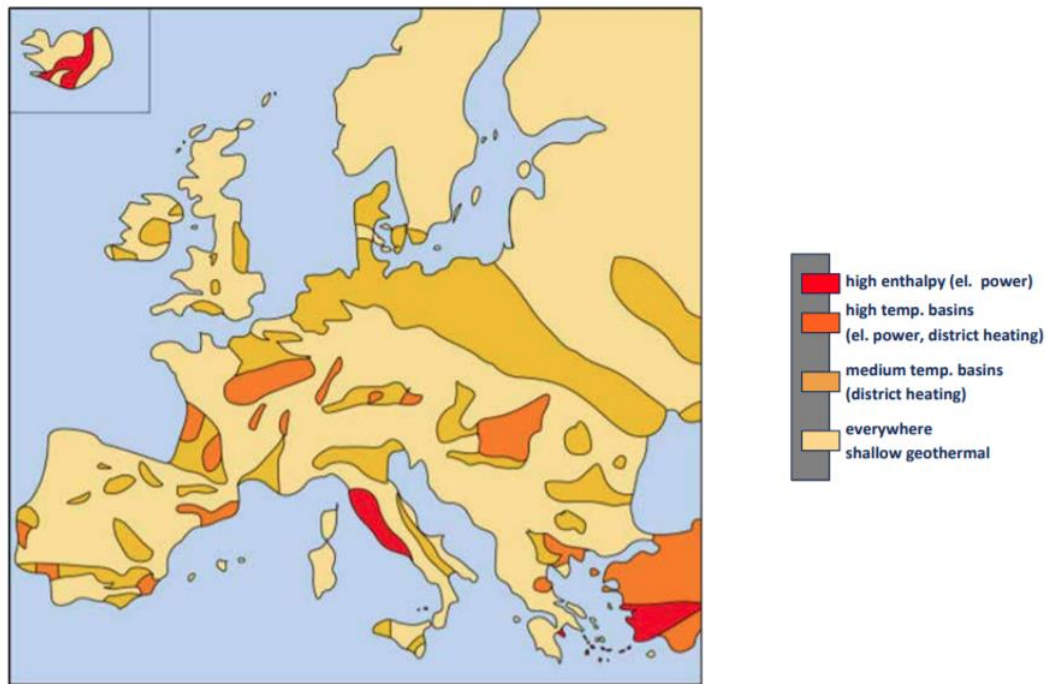 high enthalpy (el. power)
high temp. basins
(el. power, district heating)
medium temp. basins
(district heating)
everywhere
shallow geothermal